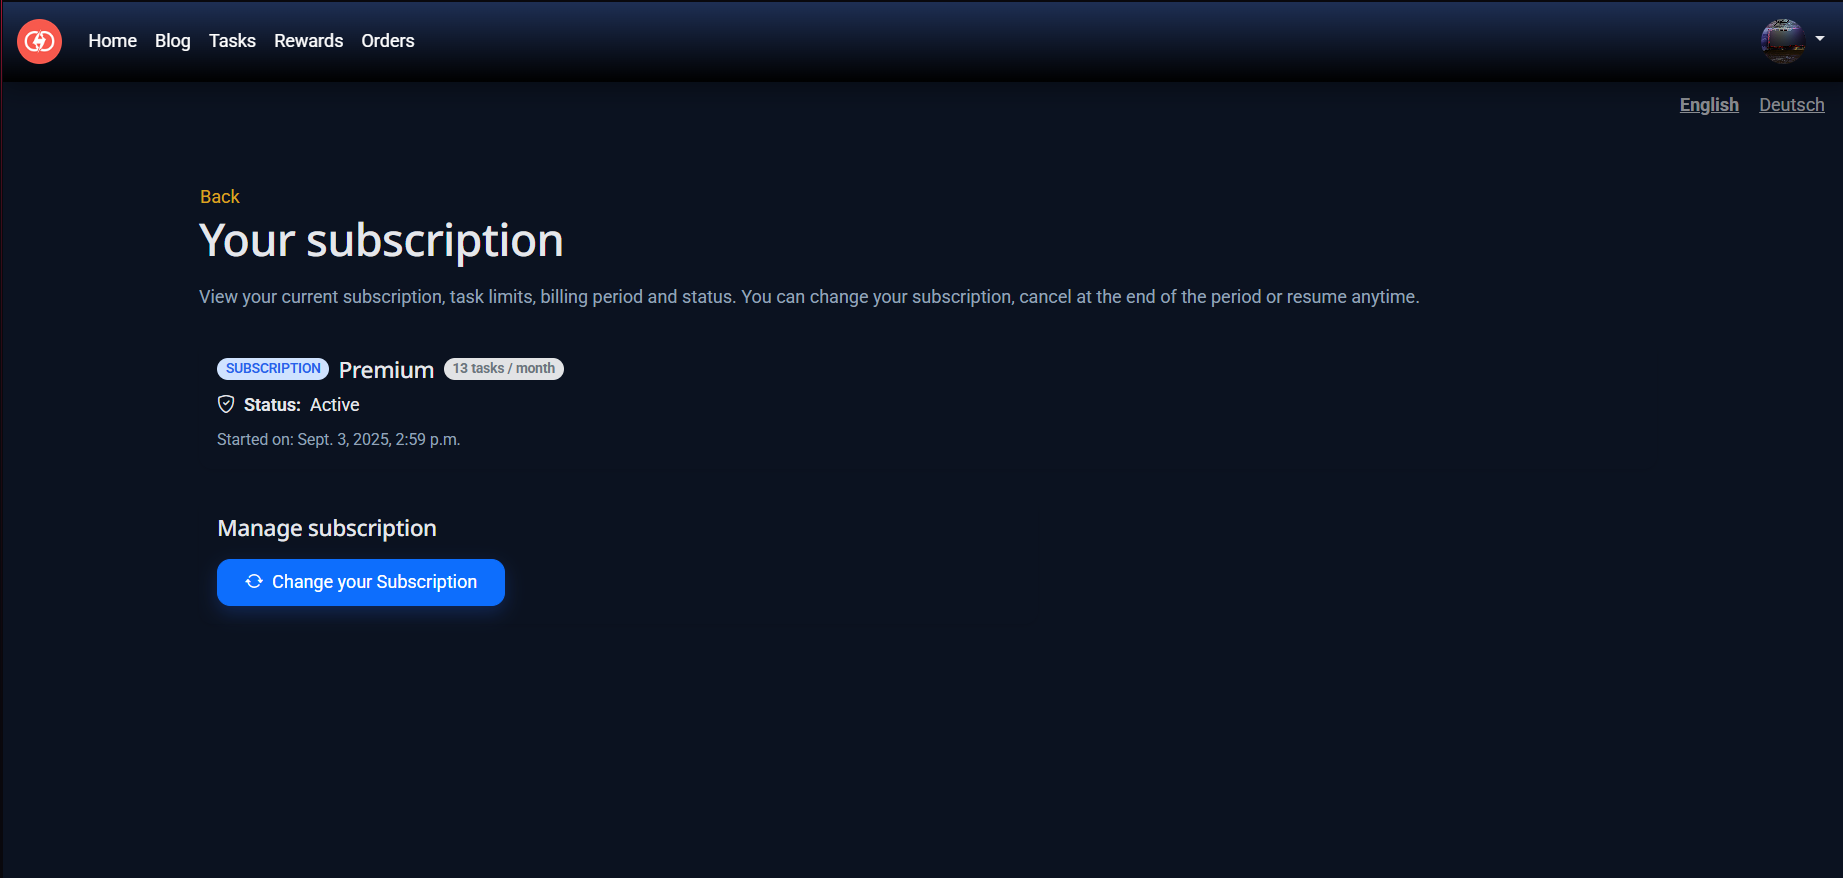 Home Blog Tasks Rewards Orders
English Deutsch
Back
Your subscription
View your current subscription, task limits, billing period and status. You can change your subscription, cancel at the end of the period or resume anytime.
SUBSCRIPTION Premium 13 tasks / month
Status: Active
Started on: Sept. 3, 2025, 2:59 p.m.
Manage subscription
Change your Subscription